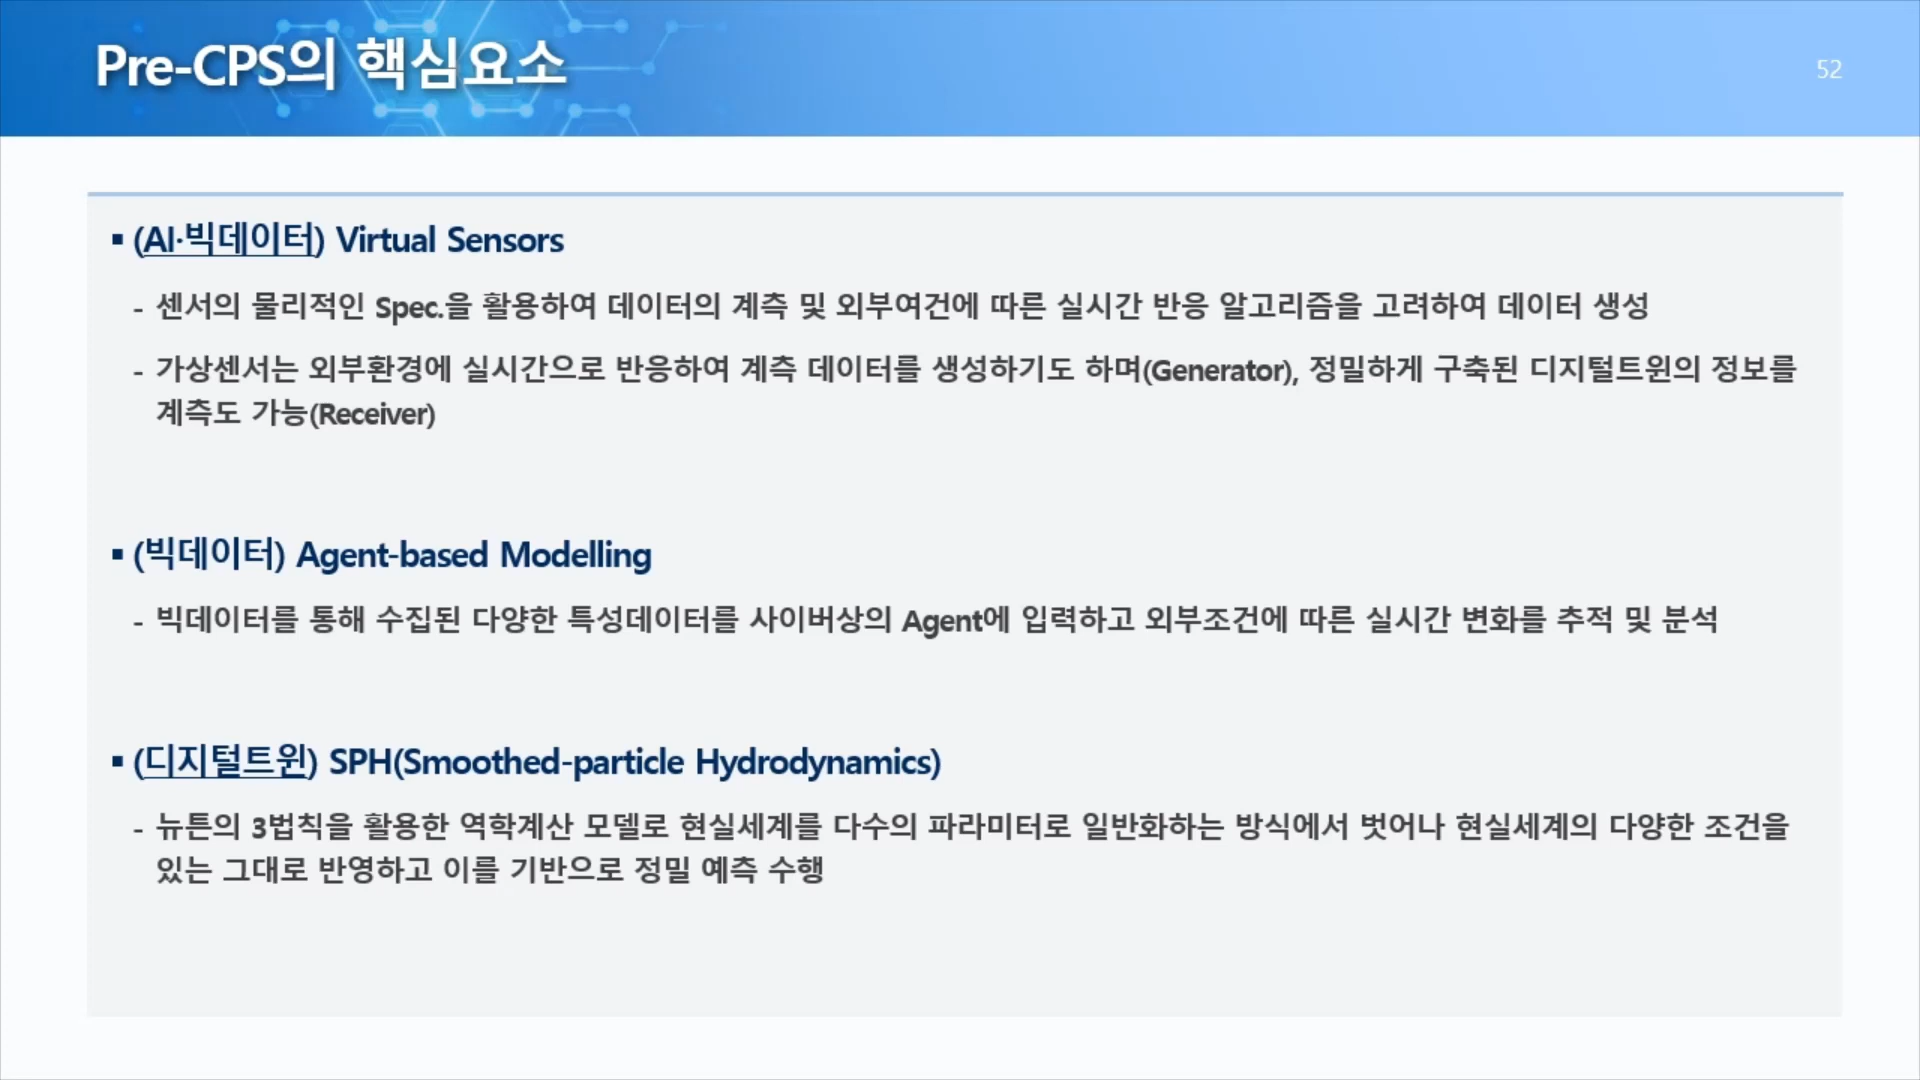 Pre-CPS의 핵심요소
52
▪ (AI·빅데이터) Virtual Sensors
- 센서의 물리적인 Spec.을 활용하여 데이터의 계측 및 외부여건에 따른 실시간 반응 알고리즘을 고려하여 데이터 생성
- 가상센서는 외부환경에 실시간으로 반응하여 계측 데이터를 생성하기도 하며(Generator), 정밀하게 구축된 디지털트윈의 정보를
계측도 가능(Receiver)
▪ (빅데이터) Agent-based Modelling
- 빅데이터를 통해 수집된 다양한 특성데이터를 사이버상의 Agent에 입력하고 외부조건에 따른 실시간 변화를 추적 및 분석
▪ (디지털트윈) SPH(Smoothed-particle Hydrodynamics)
- 뉴튼의 3법칙을 활용한 역학계산 모델로 현실세계를 다수의 파라미터로 일반화하는 방식에서 벗어나 현실세계의 다양한 조건을
있는 그대로 반영하고 이를 기반으로 정밀 예측 수행